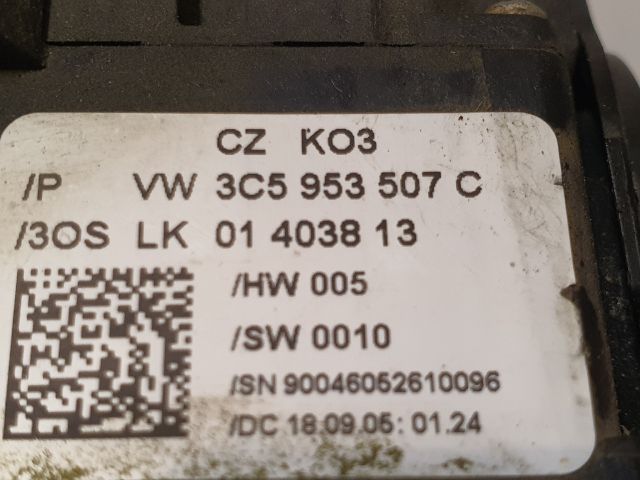 CZ KO3
/P VW 3C5 953 507 C
/3OS LK 01 4038 13
/HW 005
/SW 0010
/SN 90046052610096
/DC 18.09.05: 01.24